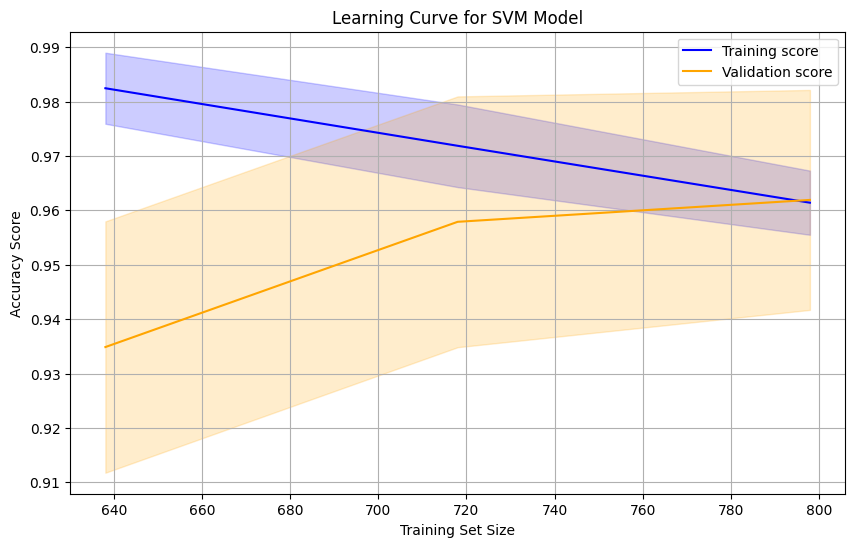 Learning Curve for SVM Model
Training score
Validation score
0.99
0.98
0.97
0.96
0.95
0.94
0.93
0.92
0.91
Accuracy Score
640 660 680 700 720 740 760 780 800
Training Set Size